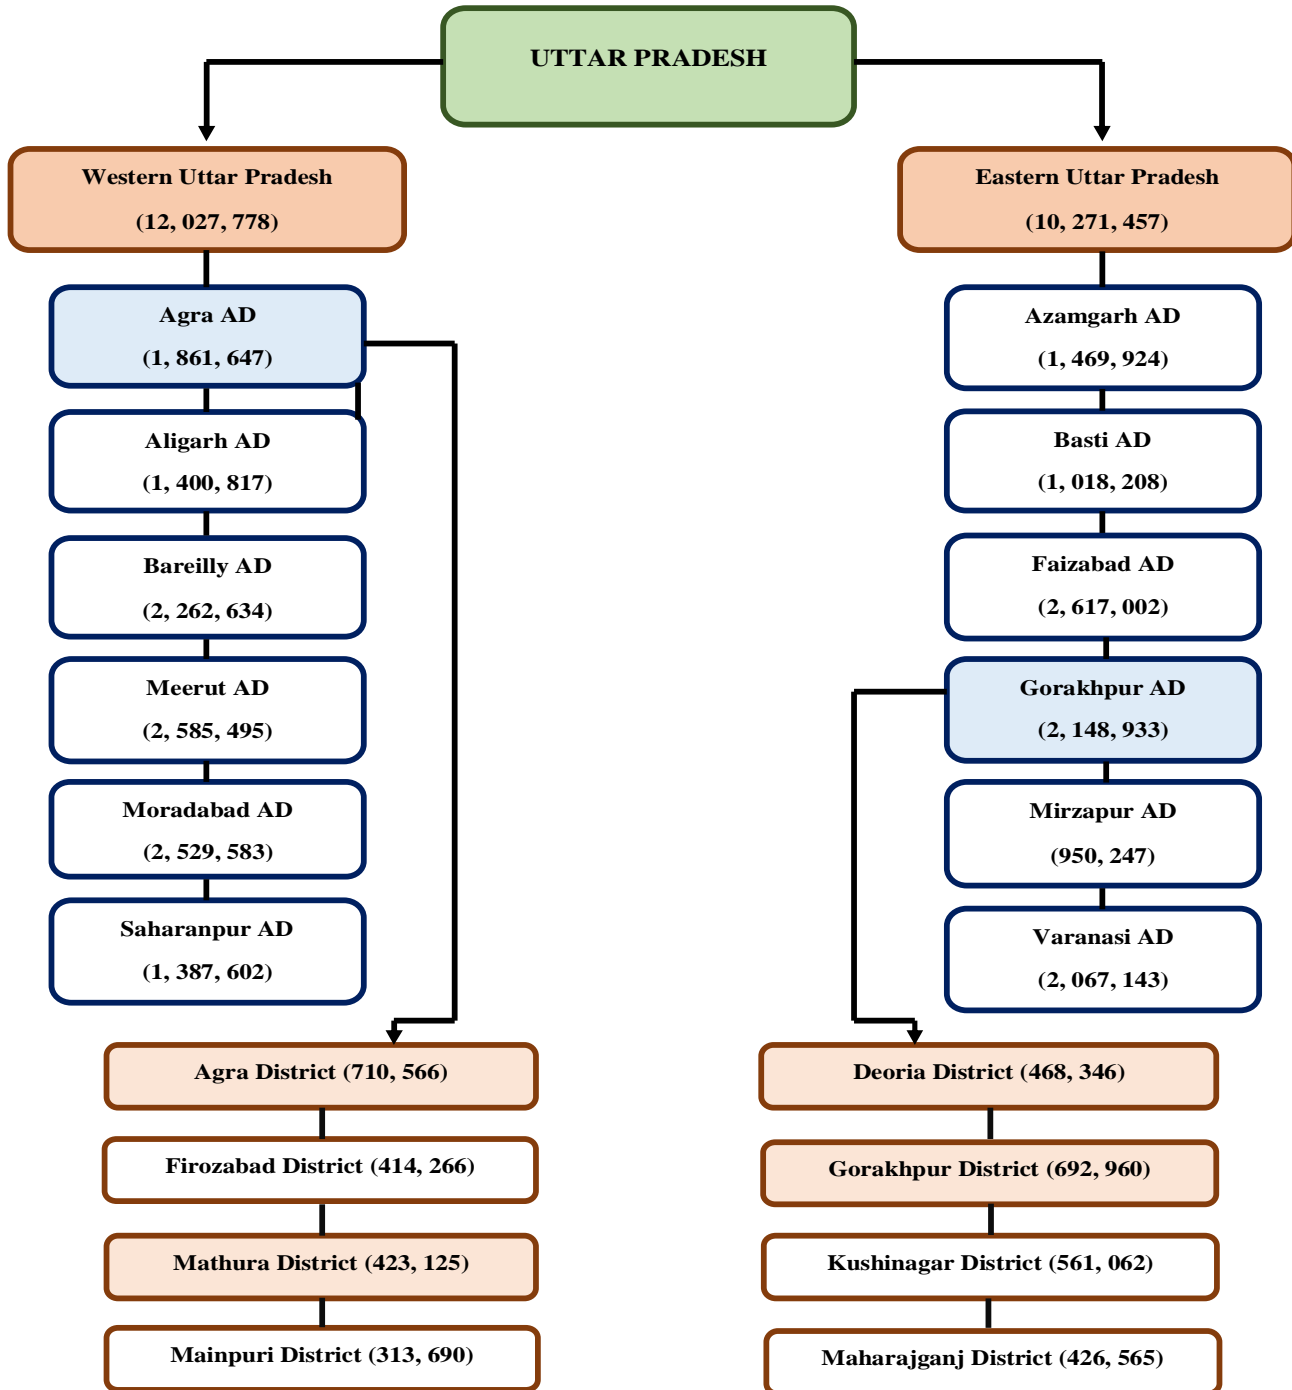 UTTAR PRADESH
Western Uttar Pradesh
(12, 027, 778)
Agra AD
(1, 861, 647)
Aligarh AD
(1, 400, 817)
Bareilly AD
(2, 262, 634)
Meerut AD
(2, 585, 495)
Moradabad AD
(2, 529, 583)
Saharanpur AD
(1, 387, 602)
Agra District (710, 566)
Firozabad District (414, 266)
Mathura District (423, 125)
Mainpuri District (313, 690)
Eastern Uttar Pradesh
(10, 271, 457)
Azamgarh AD
(1, 469, 924)
Basti AD
(1, 018, 208)
Faizabad AD
(2, 617, 002)
Gorakhpur AD
(2, 148, 933)
Mirzapur AD
(950, 247)
Varanasi AD
(2, 067, 143)
Deoria District (468, 346)
Gorakhpur District (692, 960)
Kushinagar District (561, 062)
Maharajganj District (426, 565)